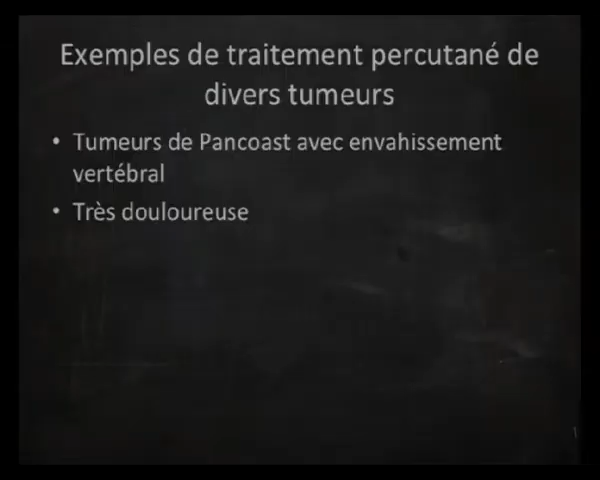 Exemples de traitement percutané de
divers tumeurs
• Tumeurs de Pancoast avec envahissement
vertébral
• Très douloureuse